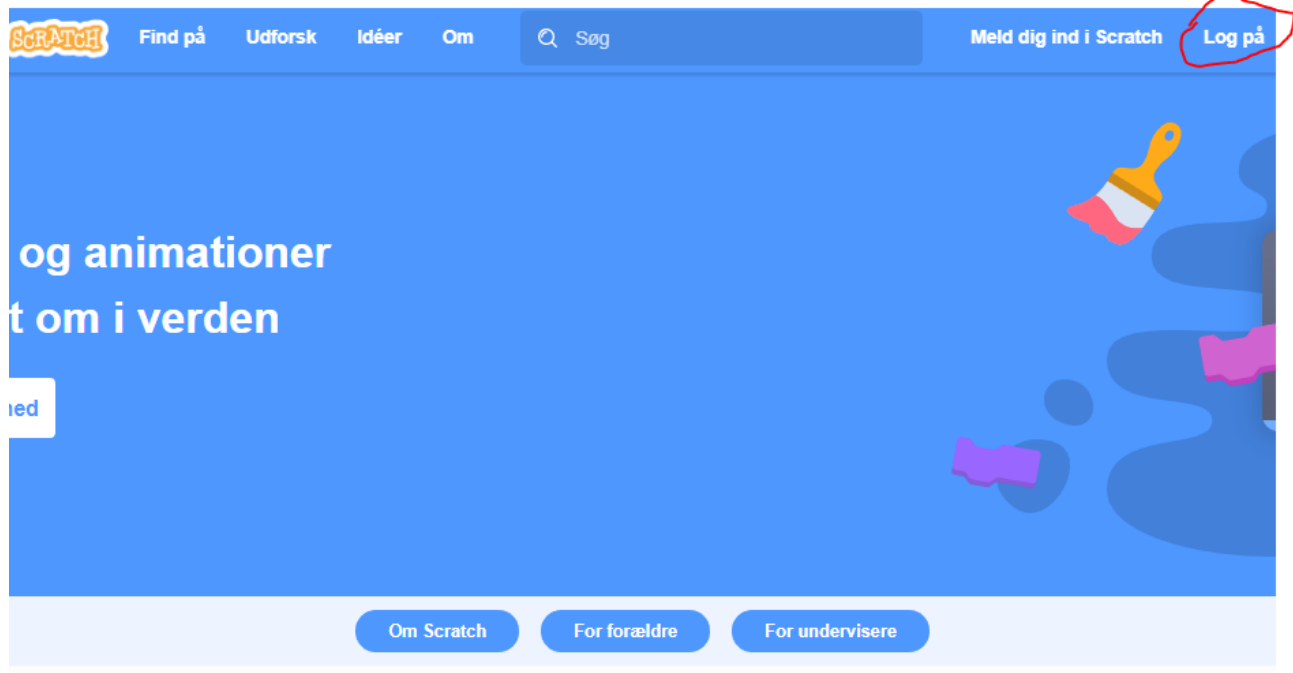 SCRATCH Find på Udforsk Idéer Om Søg Meld dig ind i Scratch Log på
og animationer
t om i verden
ed
Om Scratch For forældre For undervisere